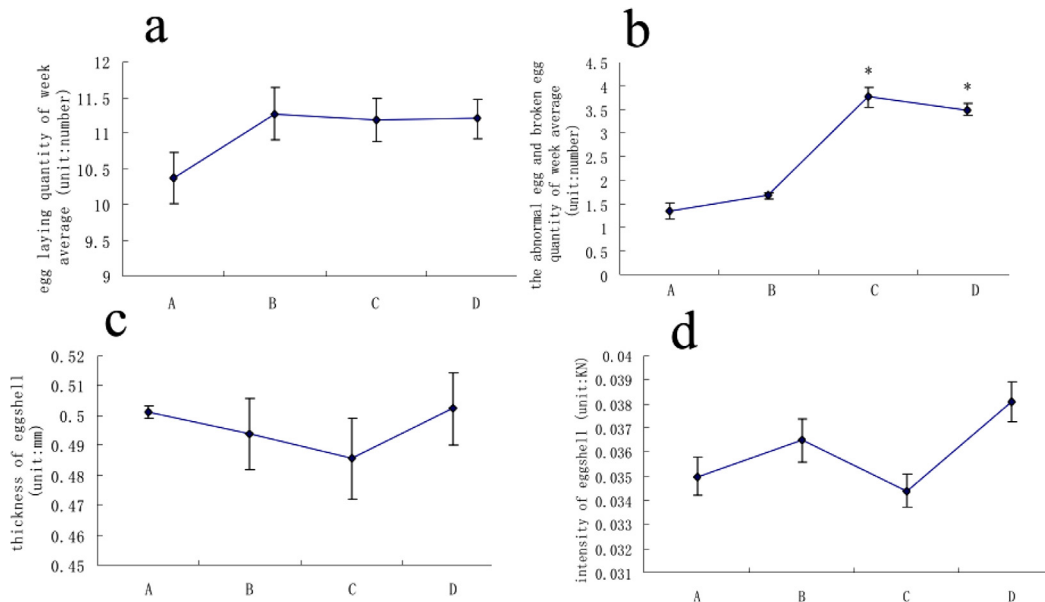 a
egg laying quantity of week
average (unit:number)
12
11.5
11
10.5
10
9.5
9
A B C D
b
the abnormal egg and broken egg
quantity of week average
(unit:number)
4.5
4
3.5
3
2.5
2
1.5
1
0.5
0
*
*
A B C D
c
thickness of eggshell
(unit:mm)
0.52
0.51
0.5
0.49
0.48
0.47
0.46
0.45
A B C D
d
intensity of eggshell (unit:KN)
0.04
0.039
0.038
0.037
0.036
0.035
0.034
0.033
0.032
0.031
A B C D